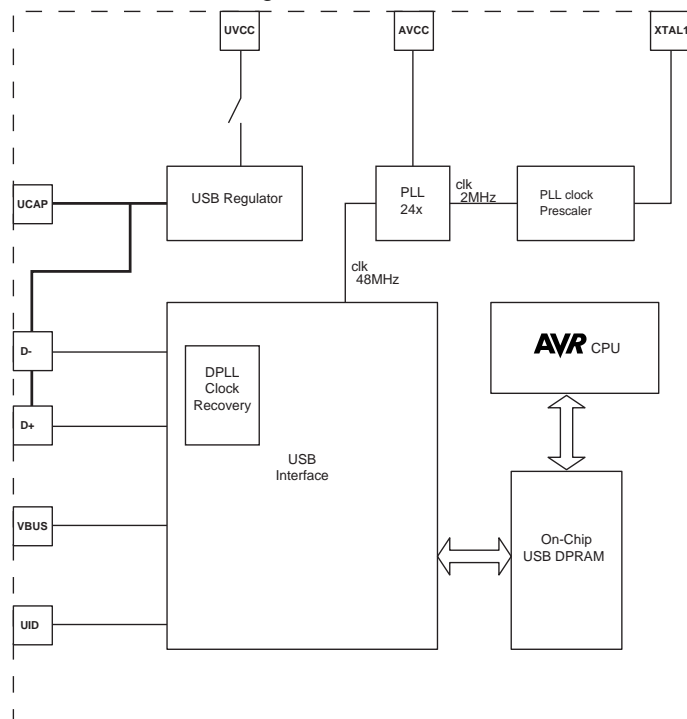 UVCC
AVCC
XTAL1
UCAP
USB Regulator
PLL
24x
clk
2MHz
PLL clock
Prescaler
clk
48MHz
D-
D+
DPLL
Clock
Recovery
AVR CPU
USB
Interface
VBUS
On-Chip
USB DPRAM
UID